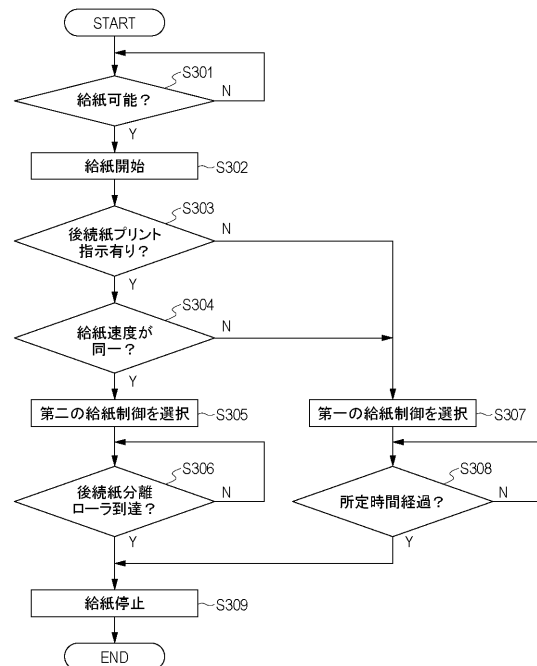 START
S301
給紙可能?
N
Y
給紙開始
S302
S303
後続紙プリント
指示有り?
N
Y
S304
給紙速度が
同一?
N
Y
第二の給紙制御を選択
S305
第一の給紙制御を選択
S307
S306
後続紙分離
ローラ到達?
N
Y
S308
所定時間経過?
N
Y
給紙停止
S309
END